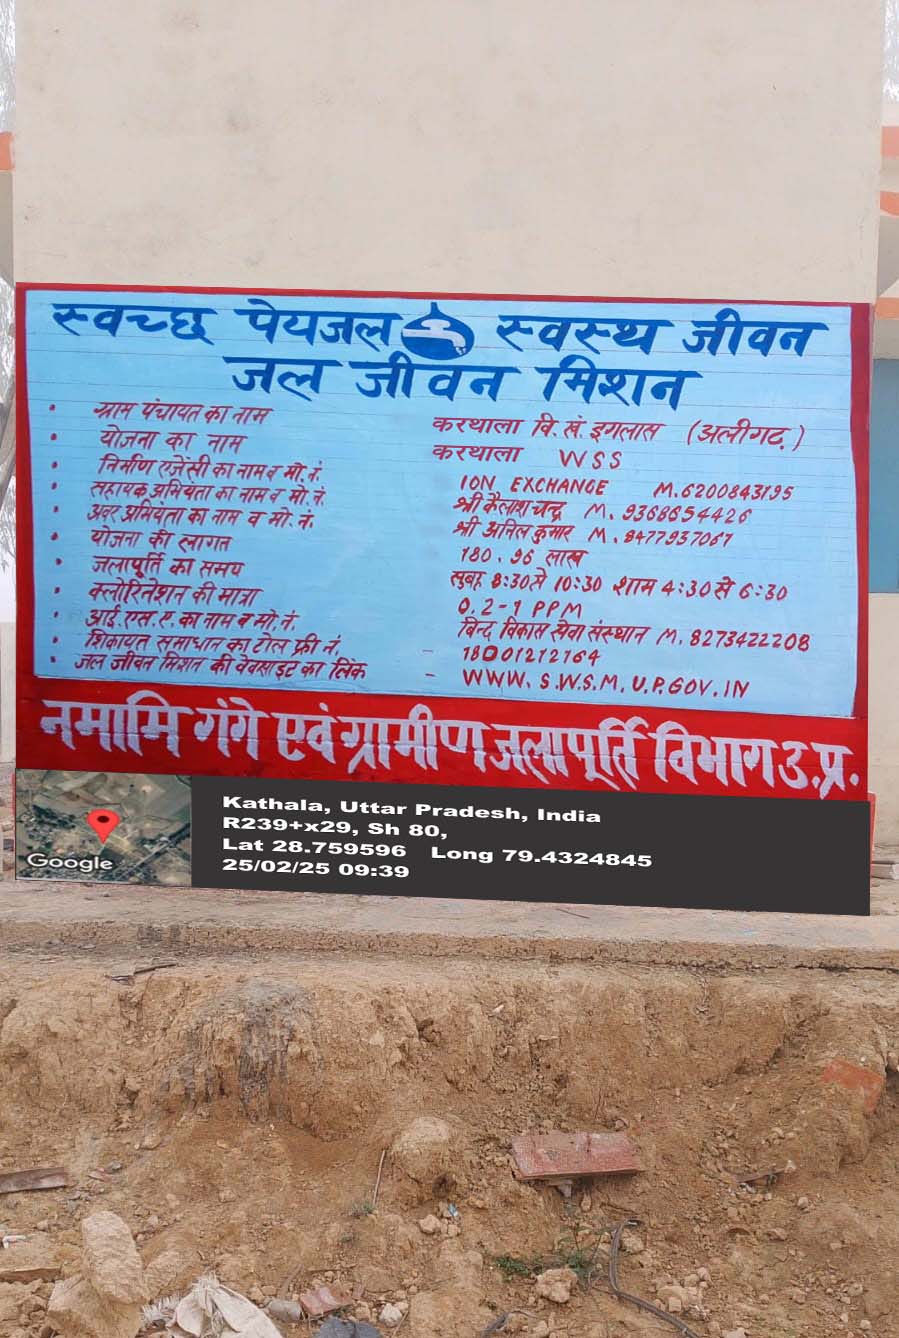 स्वच्छ पेयजल स्वस्थ जीवन
जल जीवन मिशन
• ग्राम पंचायत का नाम करथाला वि.खं. इगलास (अलीगढ़)
• योजना का नाम करथाला WSS
• निर्माण एजेंसी का नाम व मो.नं. ION EXCHANGE M.6200843195
• सहायक अभियंता का नाम व मो.नं. श्री कैलाश चन्द्र M. 9368654426
• अवर अभियंता का नाम व मो.नं. श्री अनिल कुमार M. 8477937067
• योजना की लागत 180.96 लाख
• जलापूर्ति का समय सुबह 8:30 से 10:30 शाम 4:30 से 6:30
• क्लोरिनेशन की मात्रा 0.2-1 PPM
• आई.एस.ए. का नाम व मो.नं. बिन्द विकास सेवा संस्थान M. 8273422208
• शिकायत समाधान का टोल फ्री नं. - 18001212164
• जल जीवन मिशन की वेबसाइट का लिंक - WWW.S.W.S.M.U.P.GOV.IN
नमामि गंगे एवं ग्रामीण जलापूर्ति विभाग उ.प्र.
Google
Kathala, Uttar Pradesh, India
R239+x29, Sh 80,
Lat 28.759596 Long 79.4324845
25/02/25 09:39